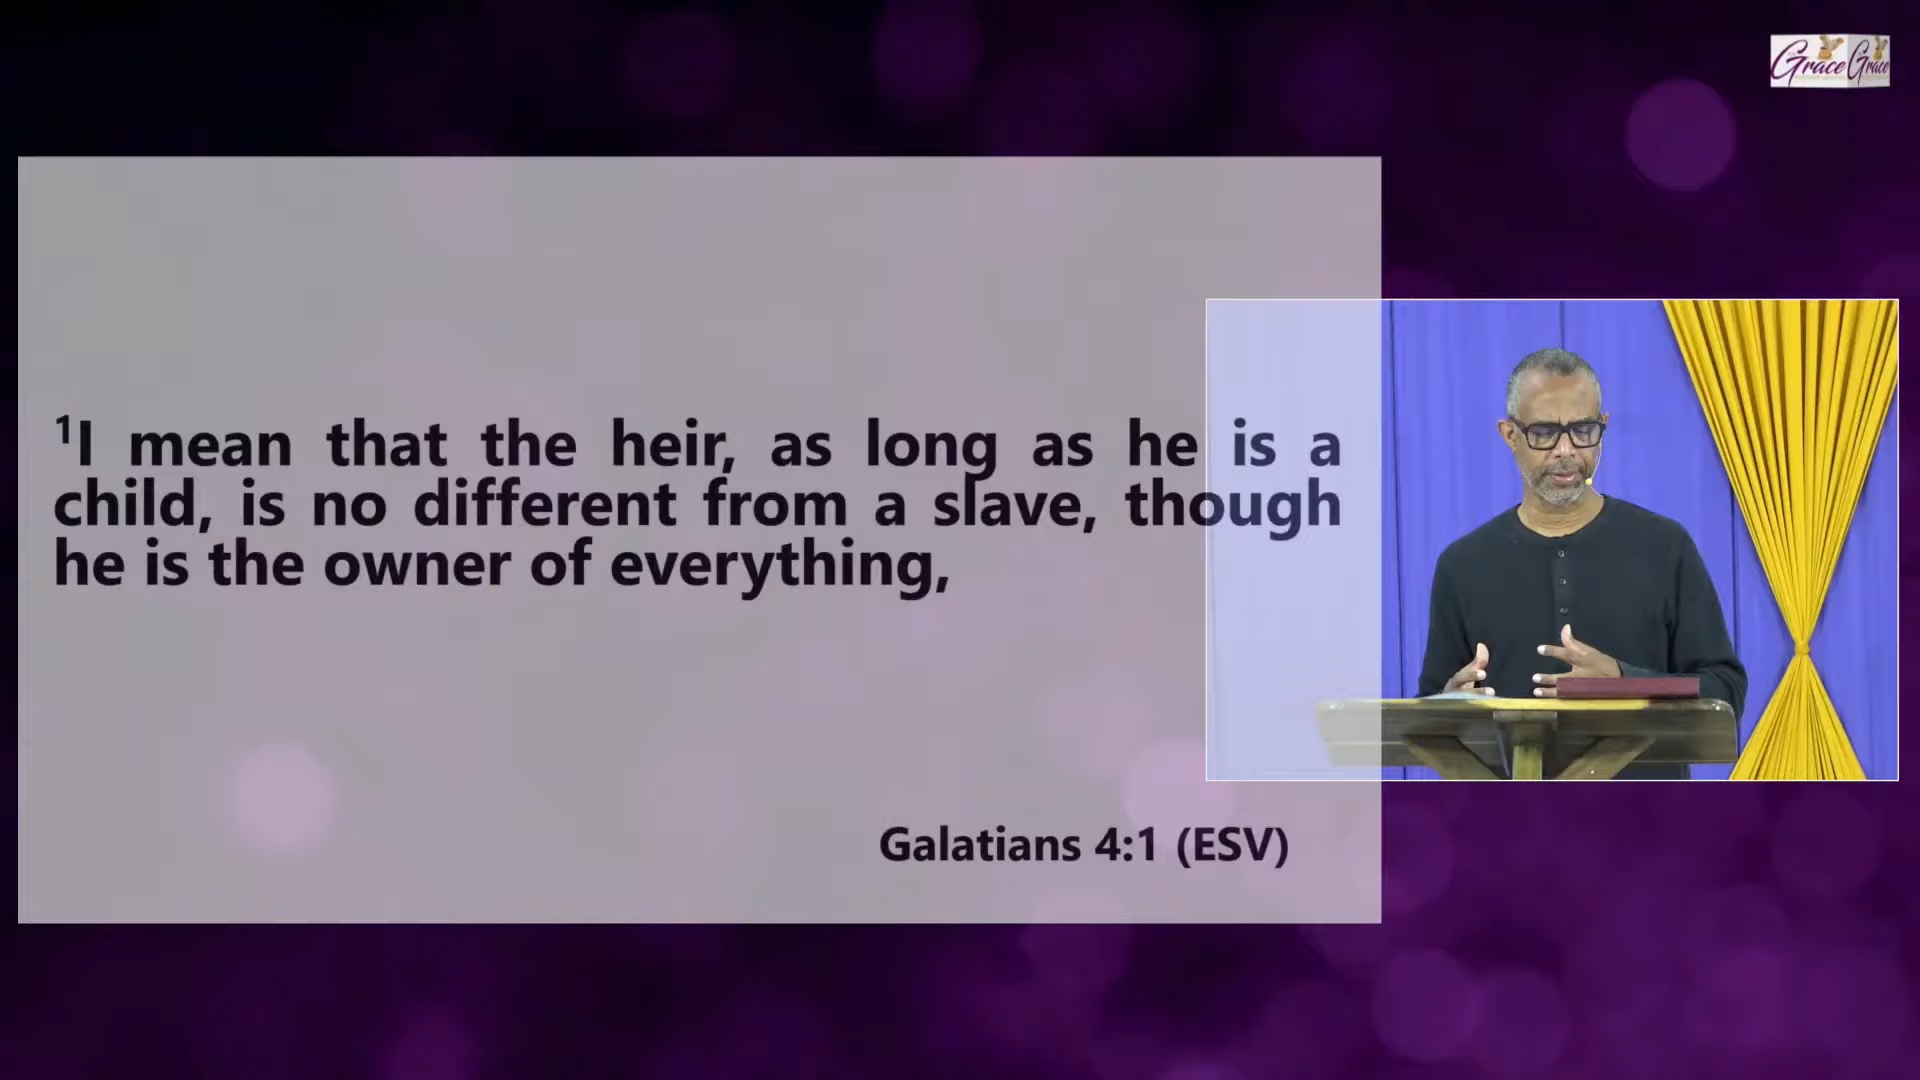 Grace Grace
¹I mean that the heir, as long as he is a
child, is no different from a slave, though
he is the owner of everything,
Galatians 4:1 (ESV)